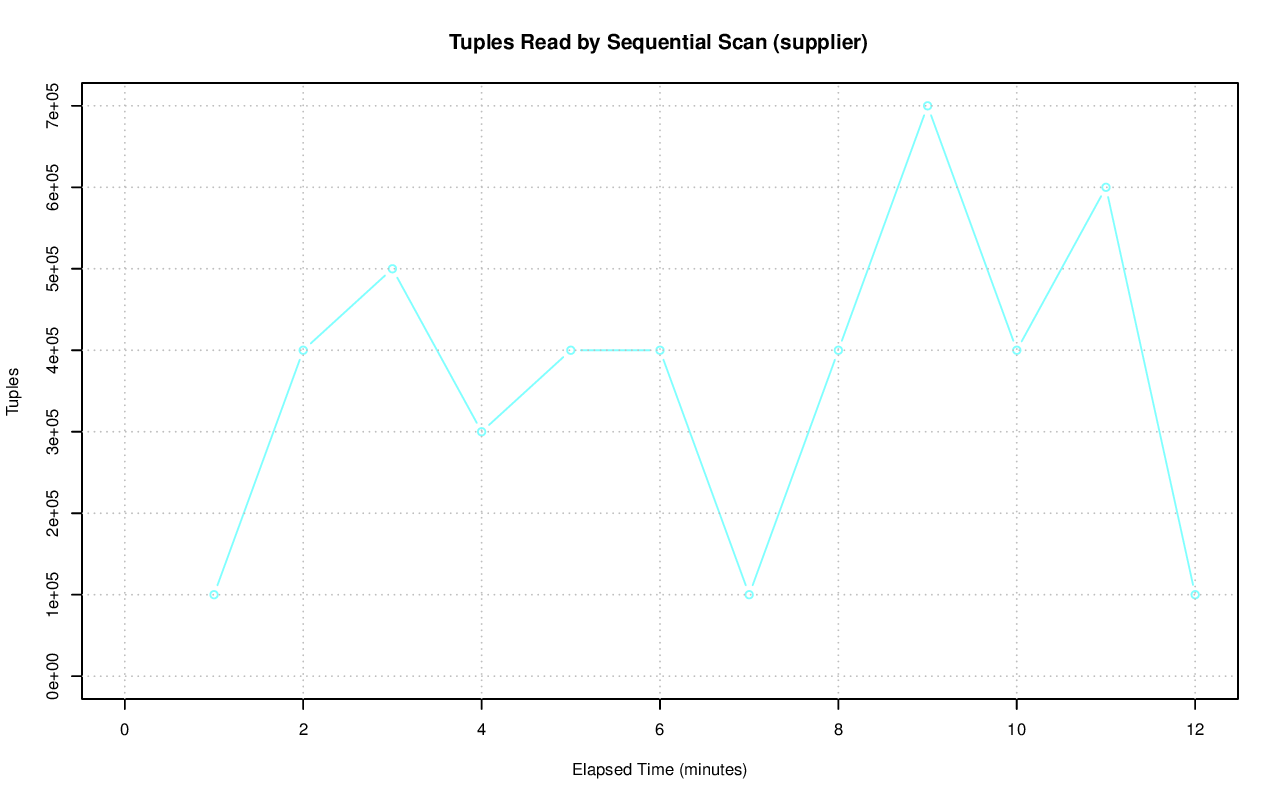 Tuples Read by Sequential Scan (supplier)
7e+05
6e+05
5e+05
4e+05
3e+05
2e+05
1e+05
0e+00
Tuples
0 2 4 6 8 10 12
Elapsed Time (minutes)